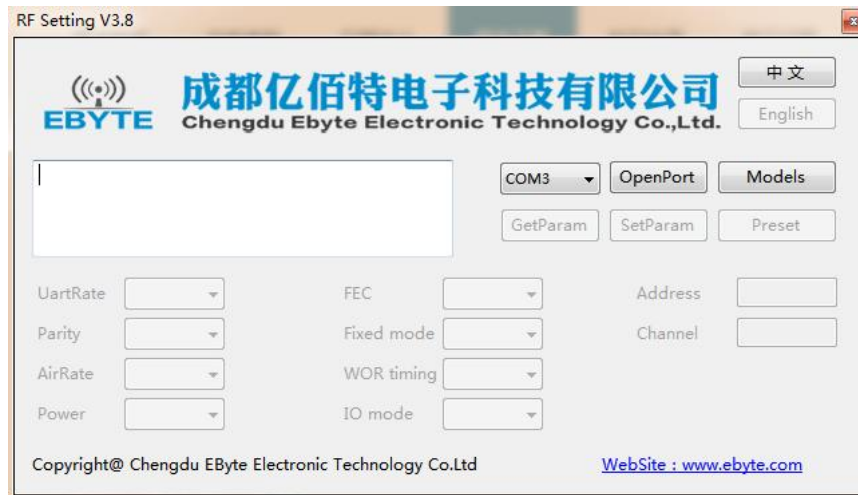 RF Setting V3.8
中文
EBYTE
成都亿佰特电子科技有限公司
Chengdu Ebyte Electronic Technology Co.,Ltd.
English
COM3 OpenPort Models
GetParam SetParam Preset
UartRate FEC Address
Parity Fixed mode Channel
AirRate WOR timing
Power IO mode
Copyright@ Chengdu EByte Electronic Technology Co.Ltd WebSite : www.ebyte.com